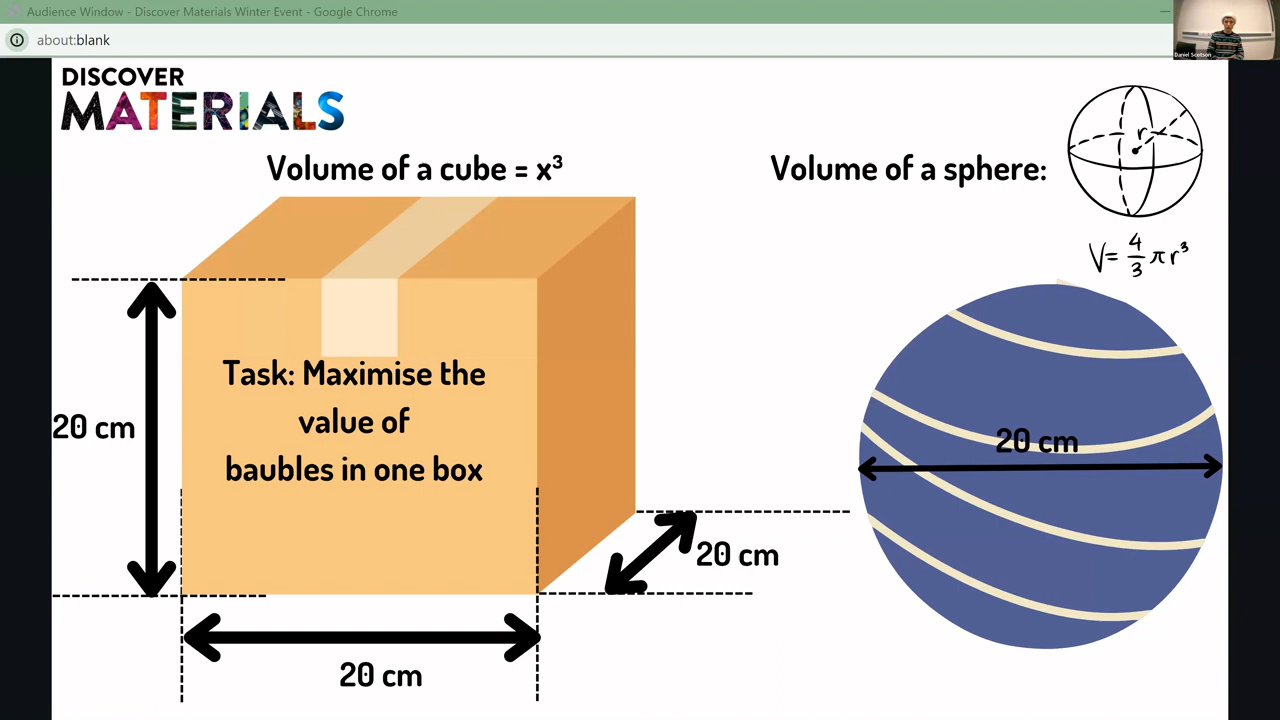 Audience Window - Discover Materials Winter Event - Google Chrome
about:blank
Daniel Scotson
DISCOVER
MATERIALS
Volume of a cube = x³
Volume of a sphere:
r
V= 4/3 π r³
Task: Maximise the
value of
baubles in one box
20 cm
20 cm
20 cm
20 cm